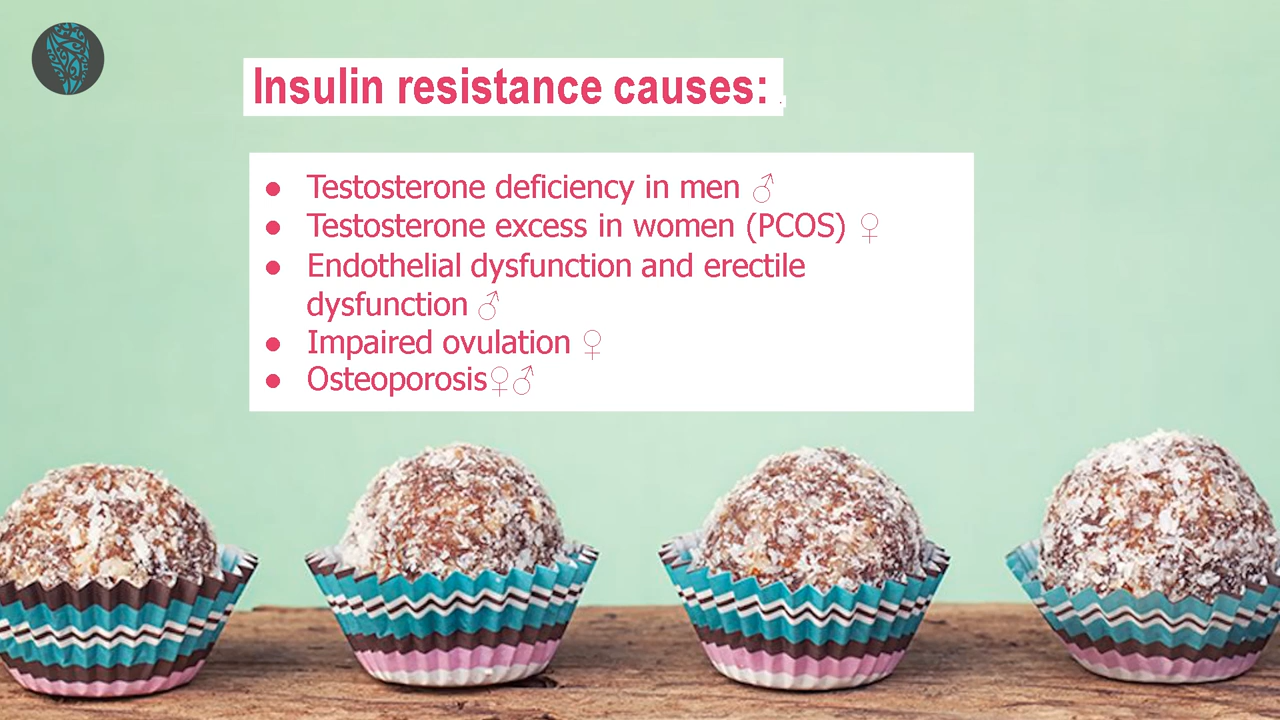 Insulin resistance causes:
● Testosterone deficiency in men ♂
● Testosterone excess in women (PCOS) ♀
● Endothelial dysfunction and erectile
dysfunction ♂
● Impaired ovulation ♀
● Osteoporosis♀♂